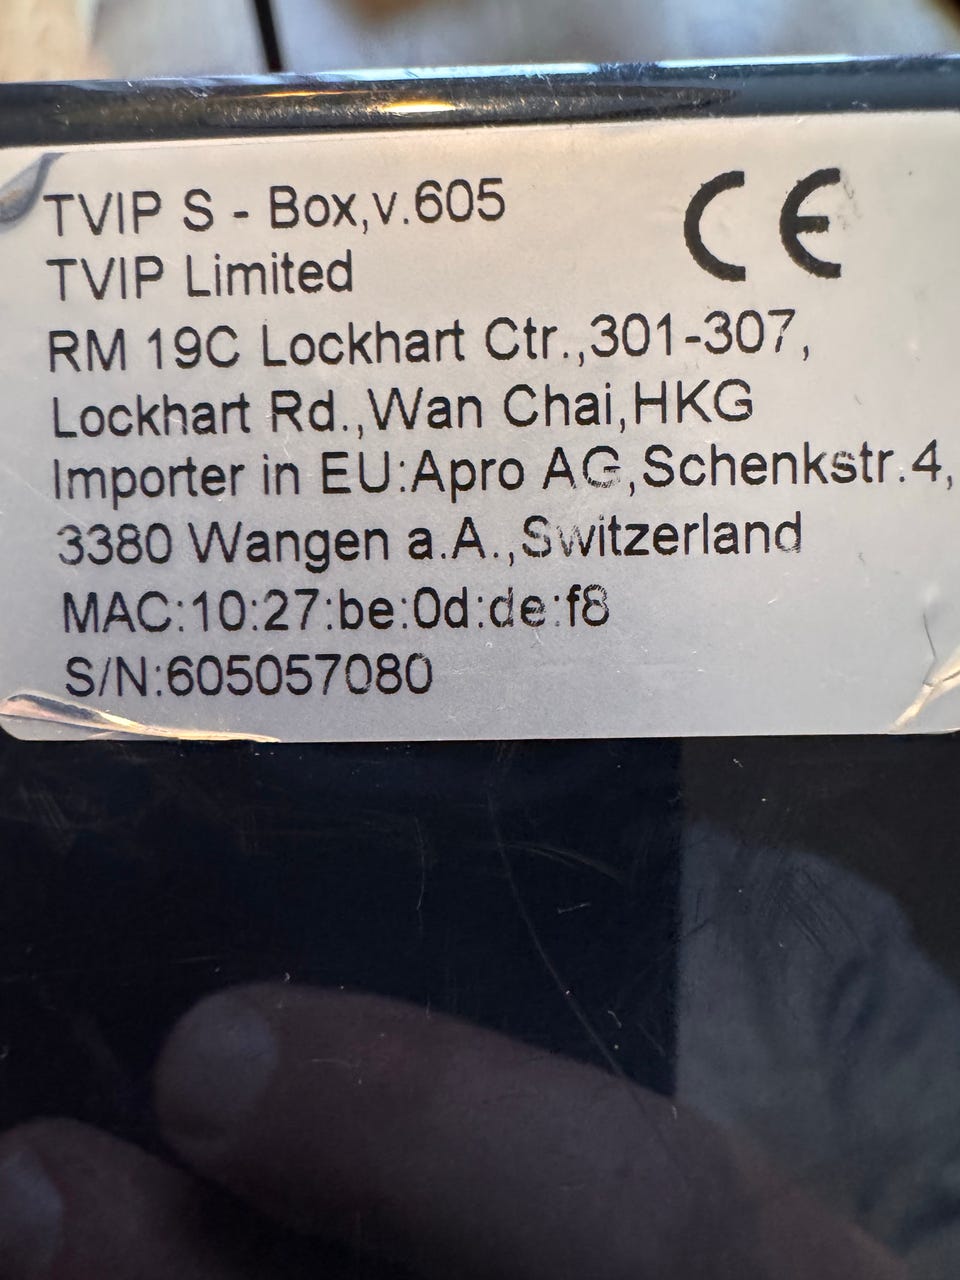 TVIP S - Box,v.605
CE
TVIP Limited
RM 19C Lockhart Ctr.,301-307,
Lockhart Rd.,Wan Chai,HKG
Importer in EU:Apro AG,Schenkstr.4,
3380 Wangen a.A.,Switzerland
MAC:10:27:be:0d:de:f8
S/N:605057080